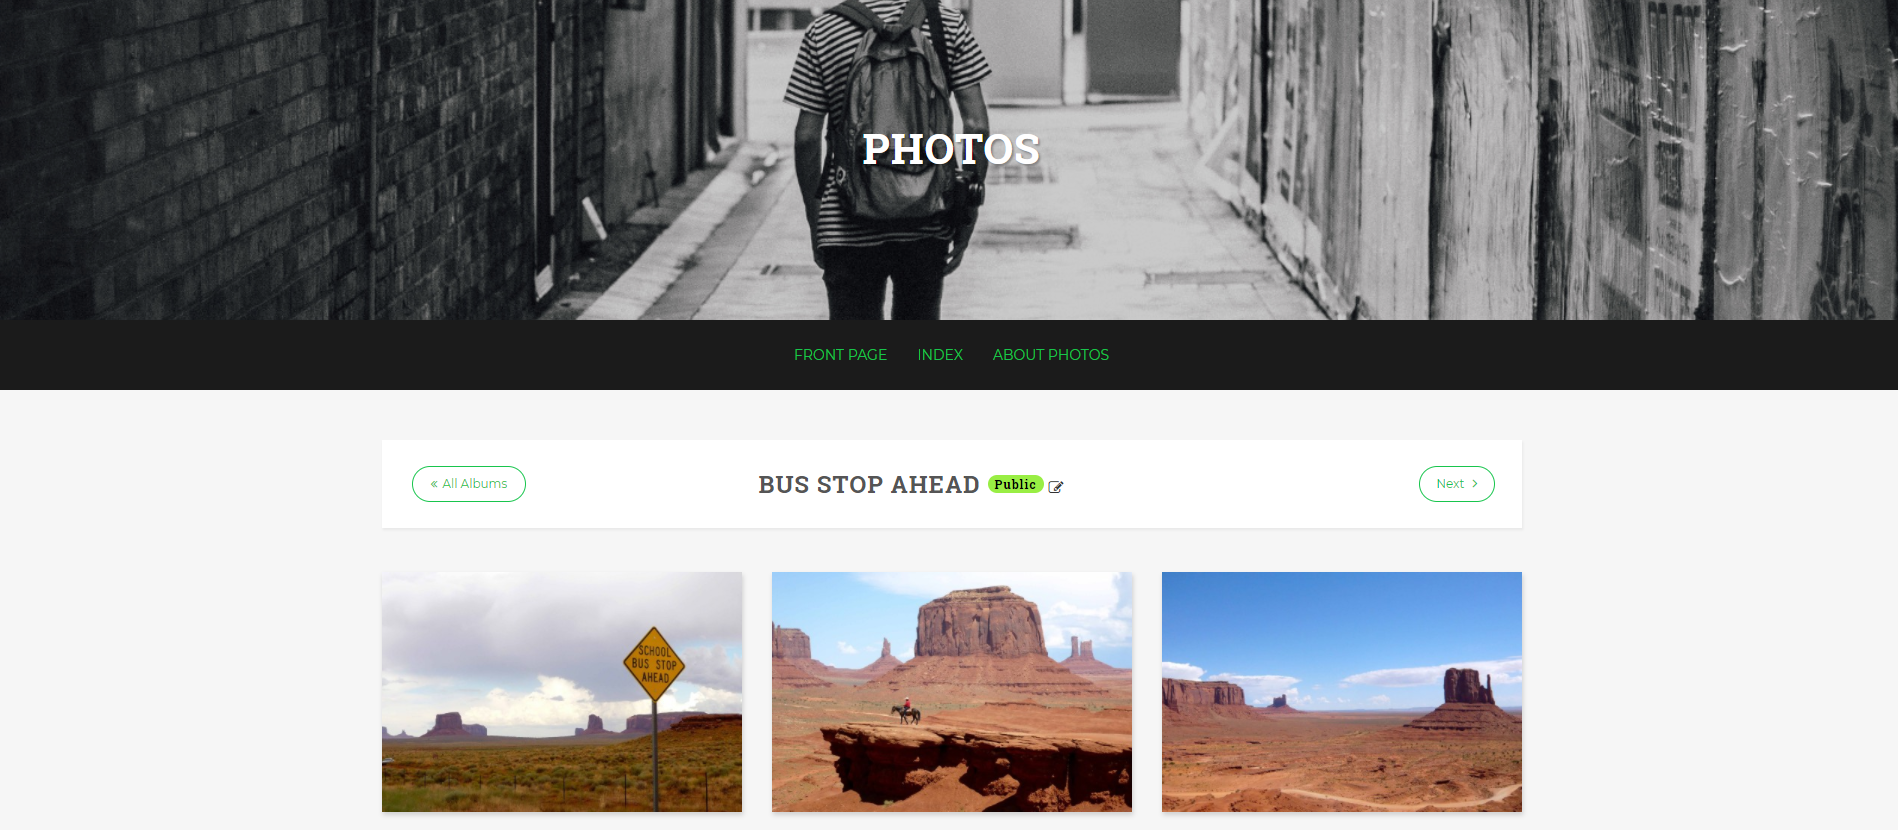 PHOTOS
FRONT PAGE INDEX ABOUT PHOTOS
« All Albums BUS STOP AHEAD Public Next >
SCHOOL
BUS STOP
AHEAD